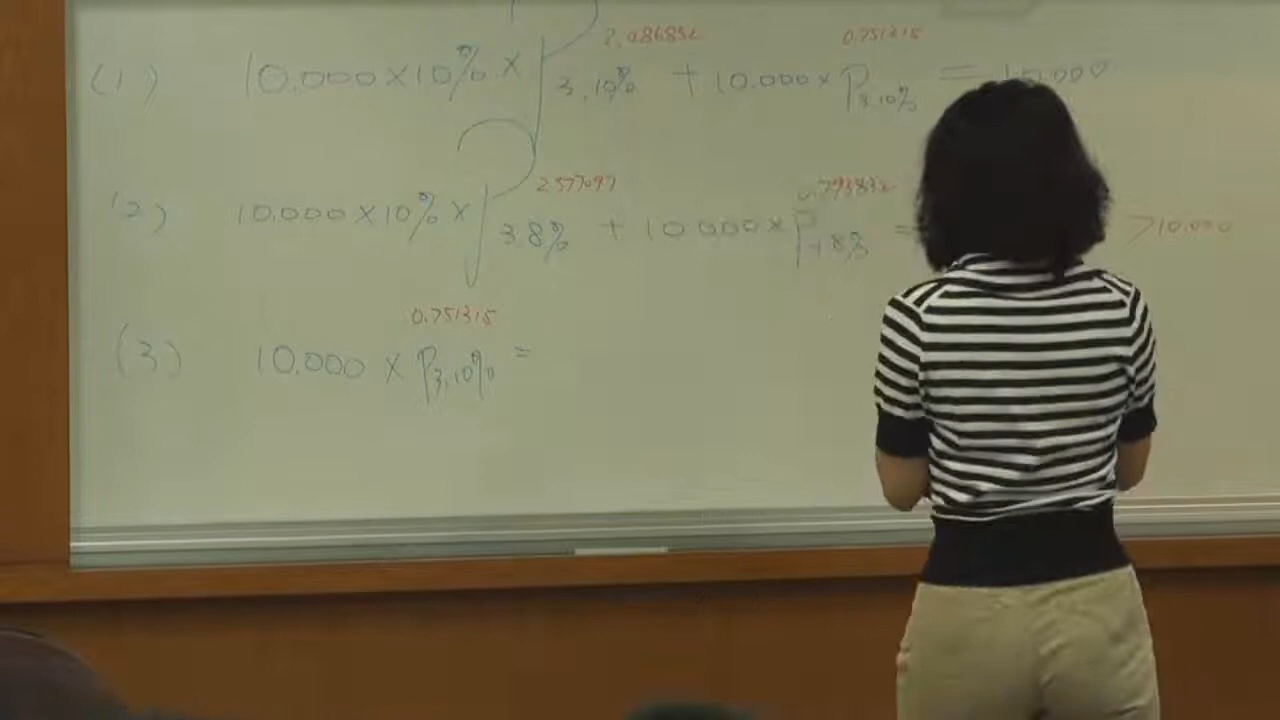 2.486852 0.751315
(1) 10.000 × 10% × P 3,10% + 10.000 × P3,10% = 10.000
2.577097 0.793832
(2) 10.000 × 10% × P 3.8% + 10.000 × P 8% = >10.000
0.751315
(3) 10.000 × P3,10% =